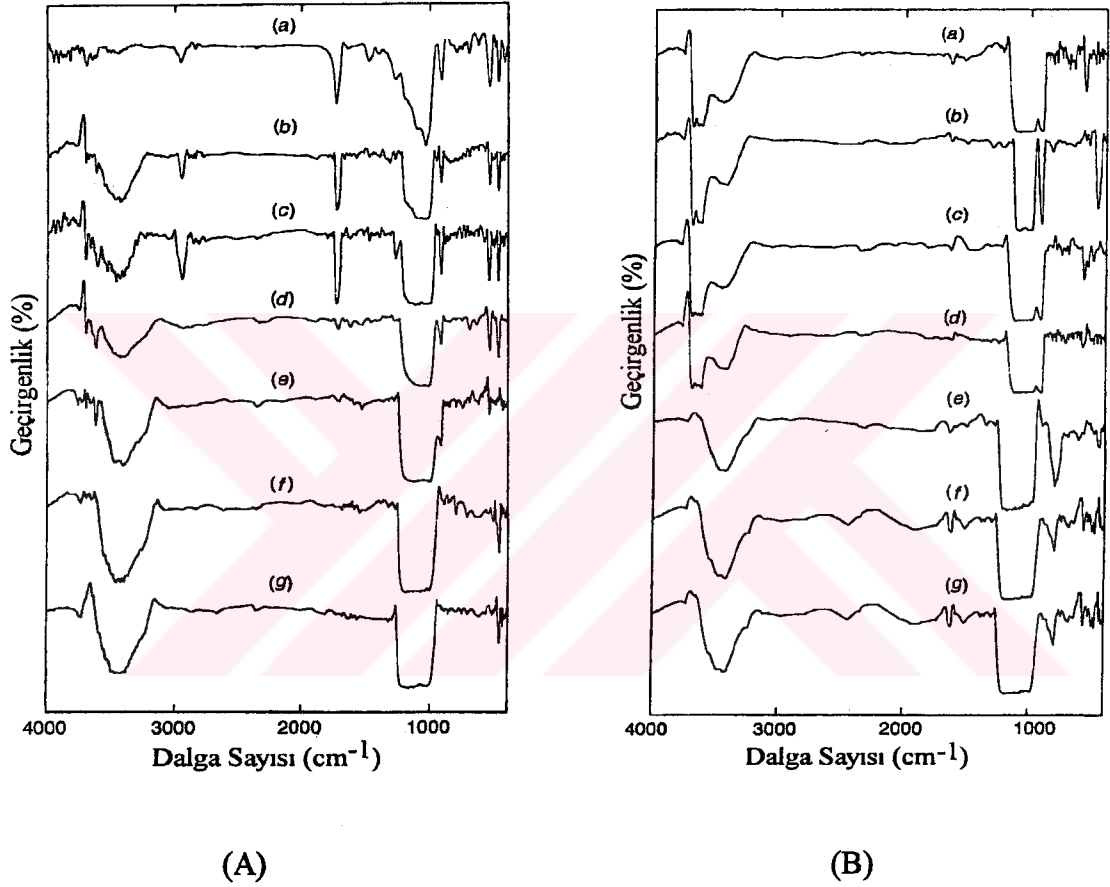 (a)
(b)
(c)
(d)
(e)
(f)
(g)
Geçirgenlik (%)
4000 3000 2000 1000
Dalga Sayısı (cm-1)
(A)
(a)
(b)
(c)
(d)
(e)
(f)
(g)
Geçirgenlik (%)
4000 3000 2000 1000
Dalga Sayısı (cm-1)
(B)